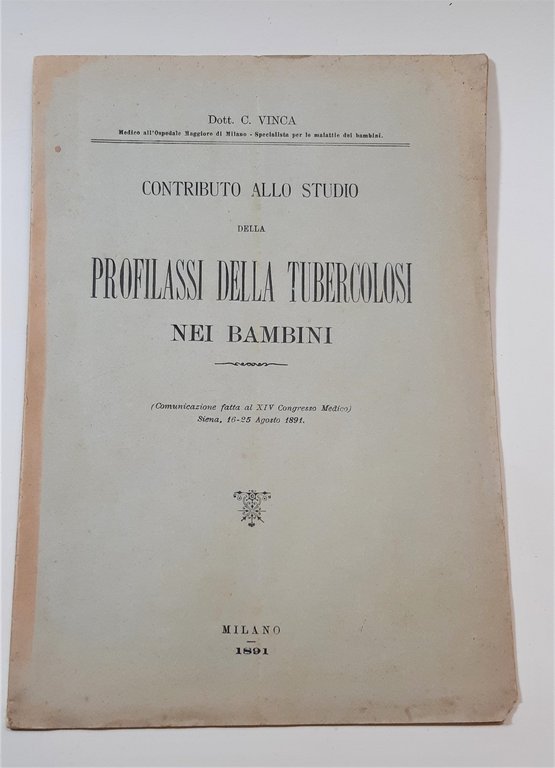 Dott. C. VINCA
Medico all'Ospedale Maggiore di Milano - Specialista per le malattie dei bambini.
CONTRIBUTO ALLO STUDIO
DELLA
PROFILASSI DELLA TUBERCOLOSI
NEI BAMBINI
(Comunicazione fatta al XIV Congresso Medico)
Siena, 16-25 Agosto 1891.
MILANO
1891